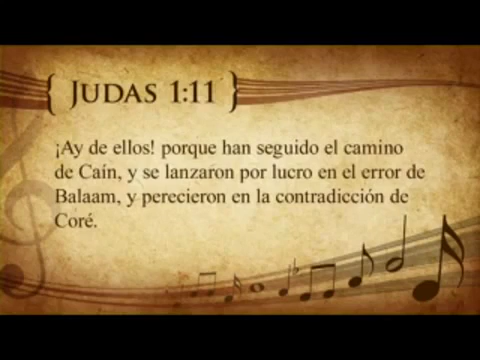 { JUDAS 1:11 }
¡Ay de ellos! porque han seguido el camino
de Caín, y se lanzaron por lucro en el error de
Balaam, y perecieron en la contradicción de
Coré.